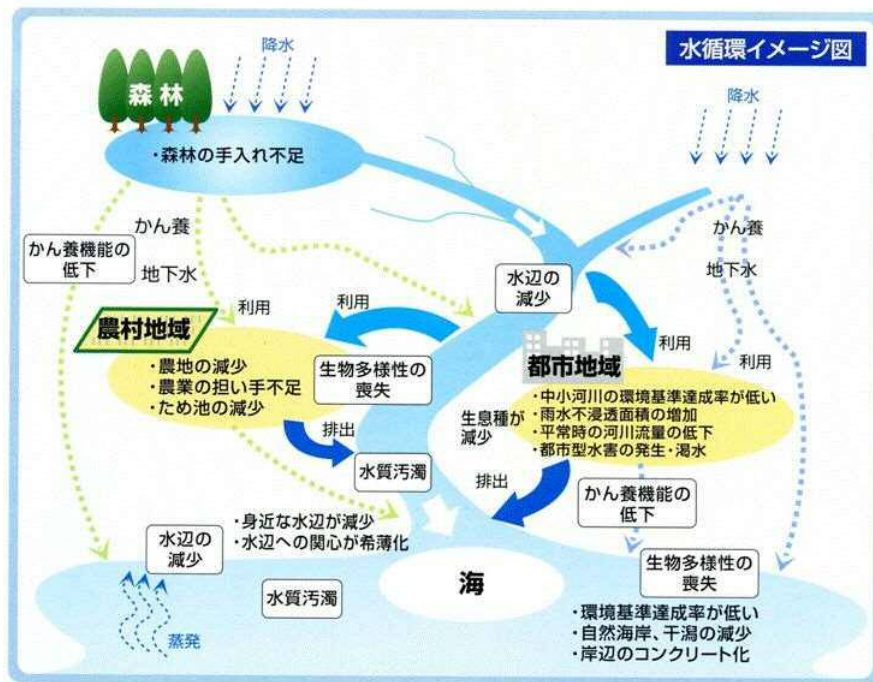 水循環イメージ図
降水
森林
・森林の手入れ不足
降水
かん養
かん養機能の
低下
地下水
かん養
地下水
水辺の
減少
利用
利用
利用
農村地域
・農地の減少
・農業の担い手不足
・ため池の減少
生物多様性の
喪失
都市地域
・中小河川の環境基準達成率が低い
・雨水不浸透面積の増加
・平常時の河川流量の低下
・都市型水害の発生・渇水
生息種が
減少
排出
水質汚濁
排出
かん養機能の
低下
・身近な水辺が減少
・水辺への関心が希薄化
水辺の
減少
生物多様性の
喪失
海
水質汚濁
・環境基準達成率が低い
・自然海岸、干潟の減少
・岸辺のコンクリート化
蒸発